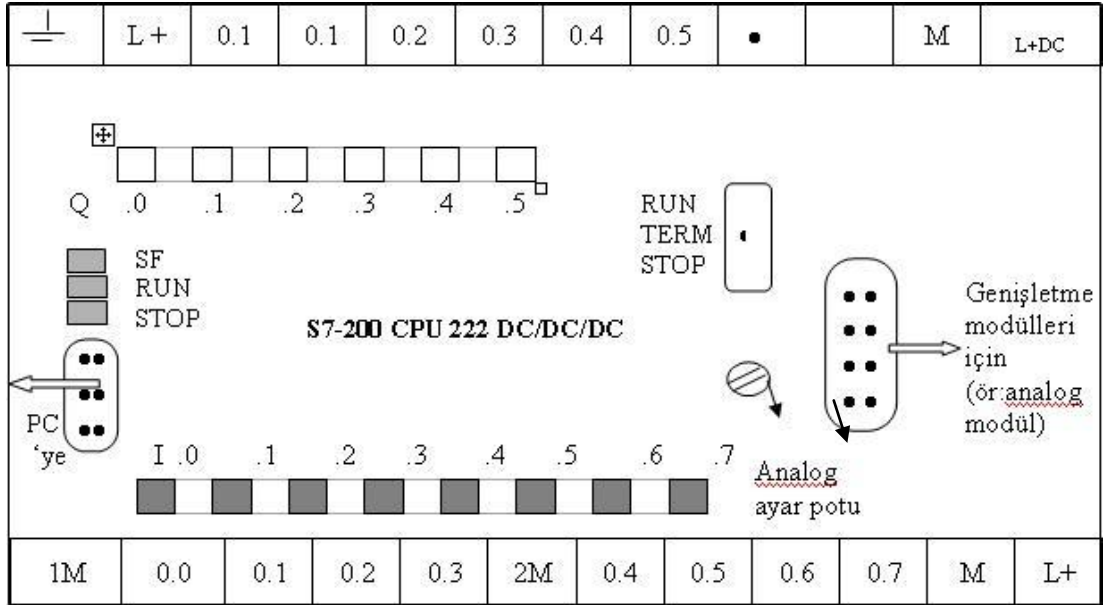 L + 0.1 0.1 0.2 0.3 0.4 0.5 • M L+DC
Q .0 .1 .2 .3 .4 .5
RUN
TERM
STOP
SF
RUN
STOP
S7-200 CPU 222 DC/DC/DC
Genişletme
modülleri
için
(ör:analog
modül)
PC
‘ye
I .0 .1 .2 .3 .4 .5 .6 .7
Analog
ayar potu
1M 0.0 0.1 0.2 0.3 2M 0.4 0.5 0.6 0.7 M L+